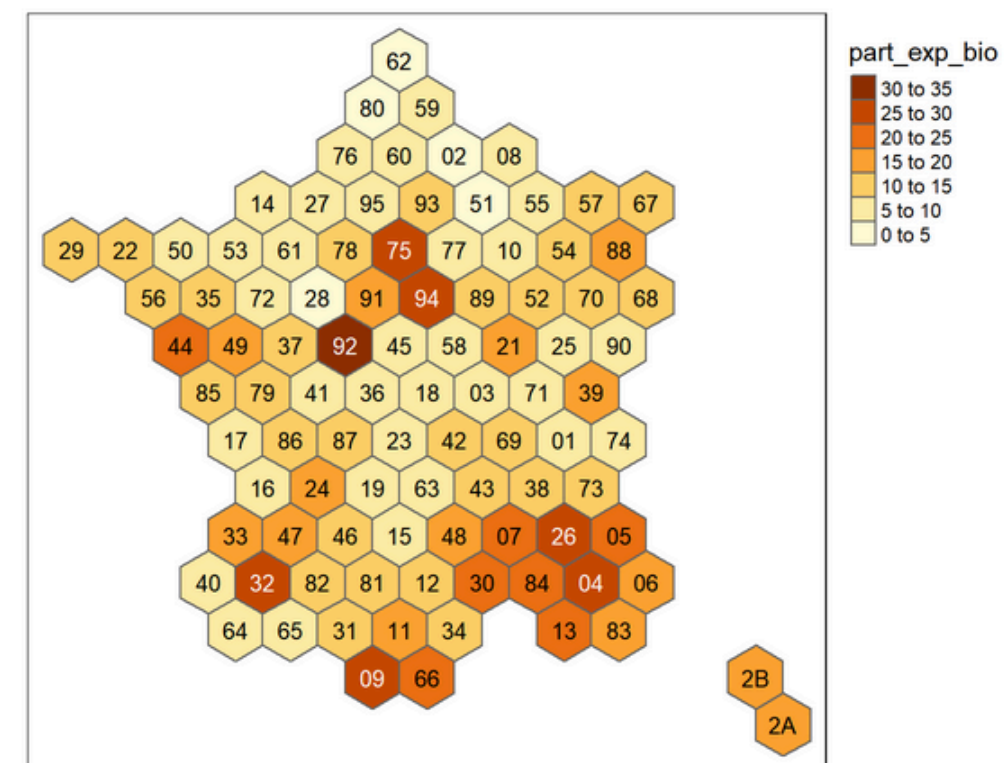 part_exp_bio
30 to 35
25 to 30
20 to 25
15 to 20
10 to 15
5 to 10
0 to 5
62
80 59
76 60 02 08
14 27 95 93 51 55 57 67
29 22 50 53 61 78 75 77 10 54 88
56 35 72 28 91 94 89 52 70 68
44 49 37 92 45 58 21 25 90
85 79 41 36 18 03 71 39
17 86 87 23 42 69 01 74
16 24 19 63 43 38 73
33 47 46 15 48 07 26 05
40 32 82 81 12 30 84 04 06
64 65 31 11 34 13 83
09 66
2B
2A